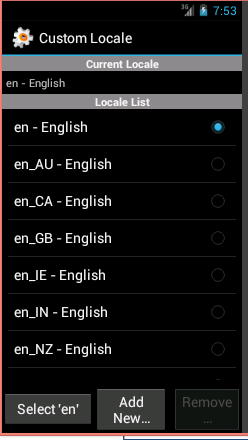 3G 7:53
Custom Locale
Current Locale
en - English
Locale List
en - English
en_AU - English
en_CA - English
en_GB - English
en_IE - English
en_IN - English
en_NZ - English
Select 'en'
Add
New...
Remove
...